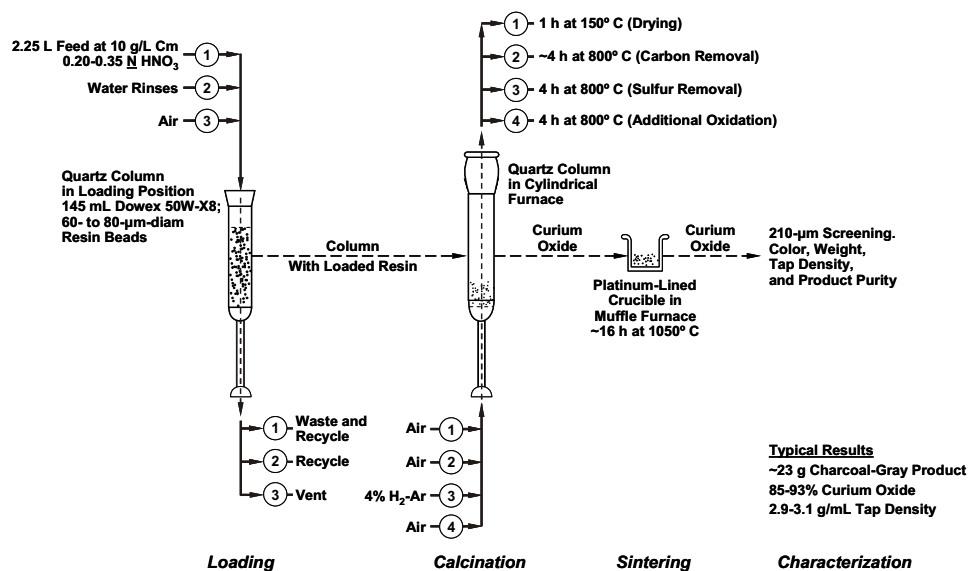 2.25 L Feed at 10 g/L Cm
0.20-0.35 N HNO₃
1
Water Rinses
2
Air
3
Quartz Column
in Loading Position
145 mL Dowex 50W-X8;
60- to 80-µm-diam
Resin Beads
Column
With Loaded Resin
1
Waste and
Recycle
2
Recycle
3
Vent
1
1 h at 150° C (Drying)
2
~4 h at 800° C (Carbon Removal)
3
4 h at 800° C (Sulfur Removal)
4
4 h at 800° C (Additional Oxidation)
Quartz Column
in Cylindrical
Furnace
Air
1
Air
2
4% H₂-Ar
3
Air
4
Curium
Oxide
Platinum-Lined
Crucible in
Muffle Furnace
~16 h at 1050° C
Curium
Oxide
210-µm Screening.
Color, Weight,
Tap Density,
and Product Purity
Typical Results
~23 g Charcoal-Gray Product
85-93% Curium Oxide
2.9-3.1 g/mL Tap Density
Loading
Calcination
Sintering
Characterization